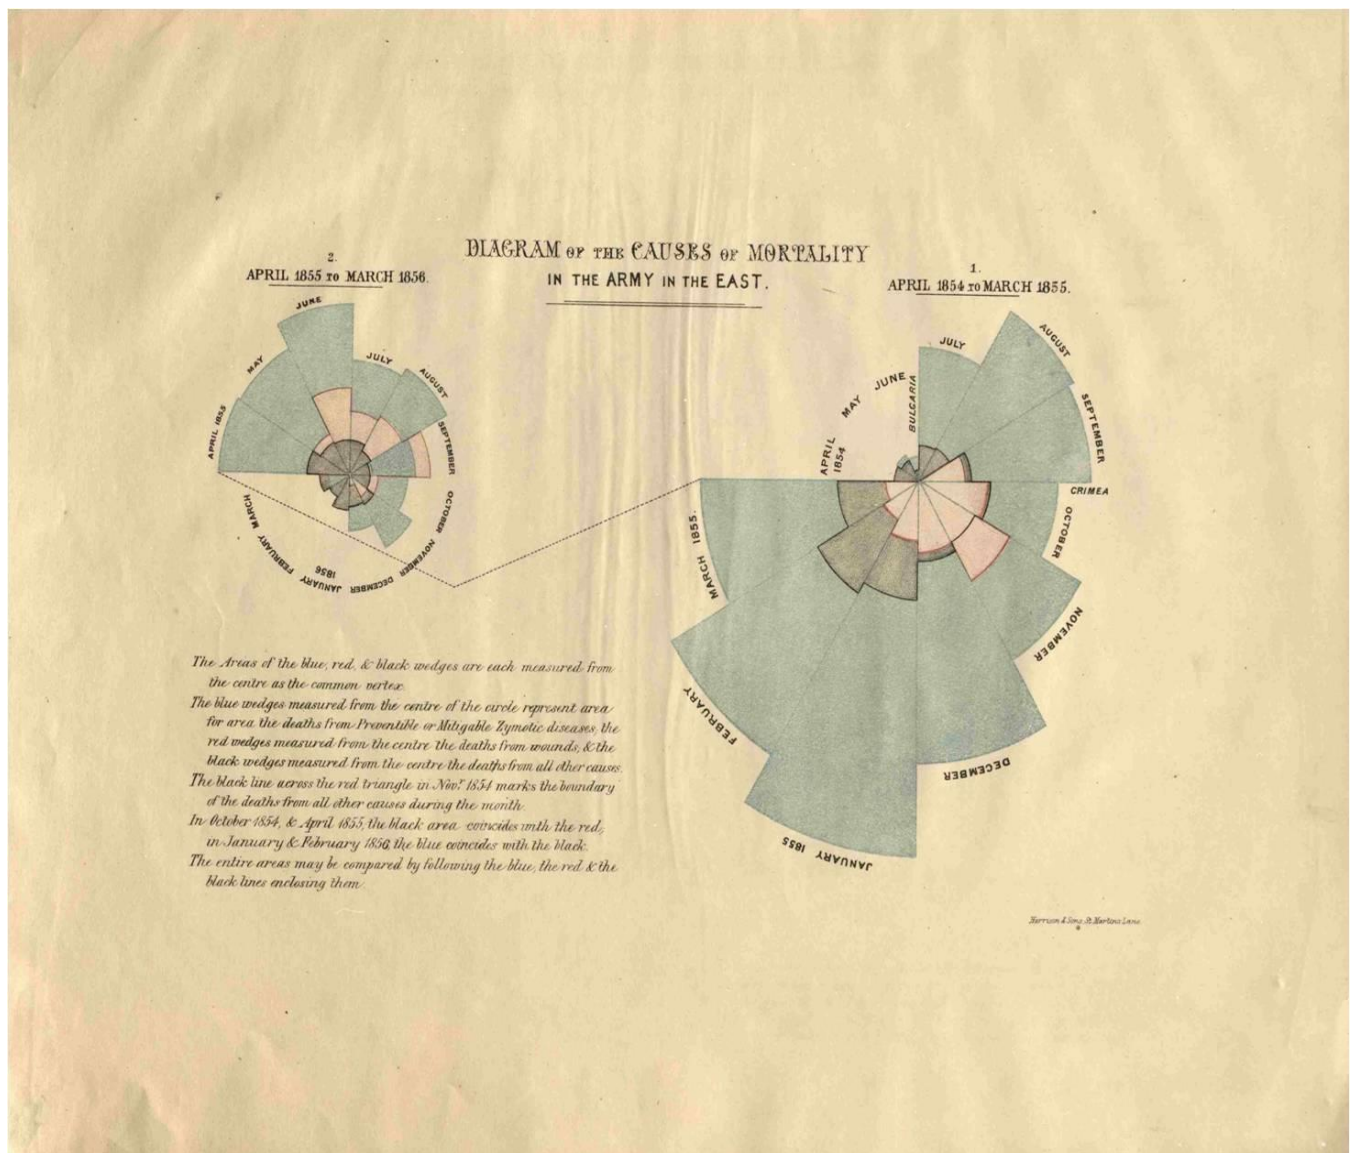 DIAGRAM OF THE CAUSES OF MORTALITY
IN THE ARMY IN THE EAST.
2.
APRIL 1855 TO MARCH 1856.
1.
APRIL 1854 TO MARCH 1855.
APRIL 1855
MAY
JUNE
JULY
AUGUST
SEPTEMBER
OCTOBER
NOVEMBER
DECEMBER
JANUARY
1856
FEBRUARY
MARCH
APRIL
1854
MAY
JUNE
BULGARIA
JULY
AUGUST
SEPTEMBER
CRIMEA
OCTOBER
NOVEMBER
DECEMBER
JANUARY 1855
FEBRUARY
MARCH 1855.
The Areas of the blue, red, & black wedges are each measured from
the centre as the common vertex.
The blue wedges measured from the centre of the circle represent area
for area the deaths from Preventible or Mitigable Zymotic diseases, the
red wedges measured from the centre the deaths from wounds, & the
black wedges measured from the centre the deaths from all other causes.
The black line across the red triangle in Novr. 1854 marks the boundary
of the deaths from all other causes during the month.
In October 1854, & April 1855, the black area coincides with the red,
in January & February 1856, the blue coincides with the black.
The entire areas may be compared by following the blue, the red & the
black lines enclosing them.
Harrison & Sons, St. Martins Lane.